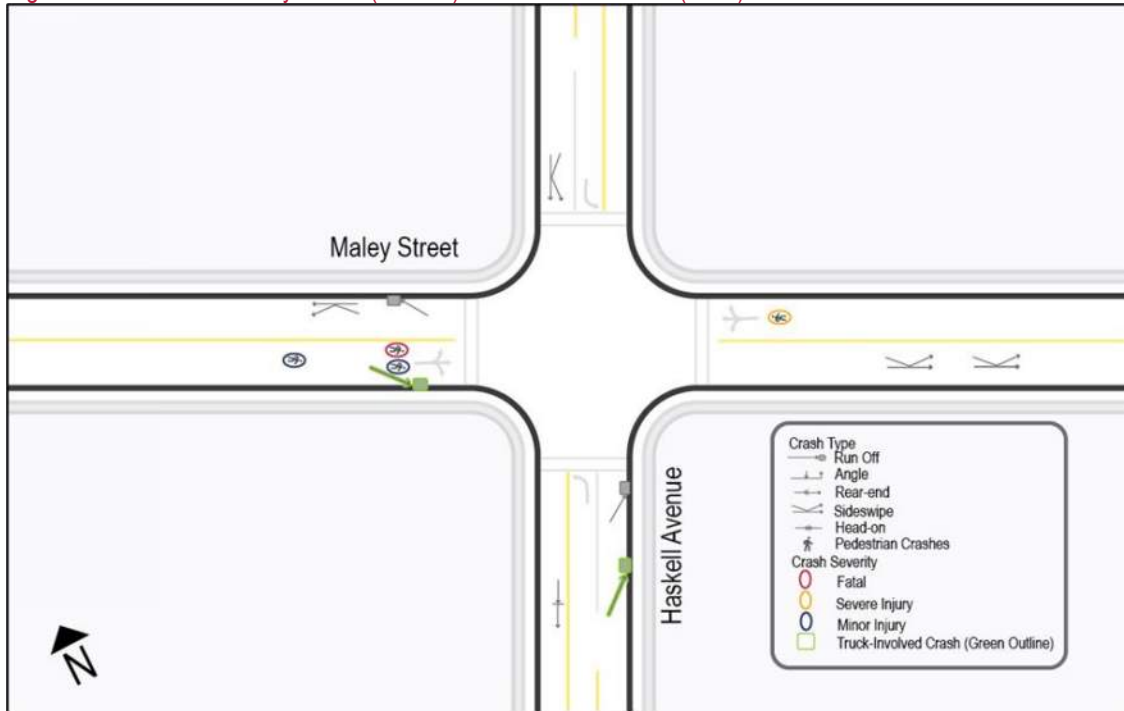 Maley Street
Haskell Avenue
Crash Type
Run Off
Angle
Rear-end
Sideswipe
Head-on
Pedestrian Crashes
Crash Severity
Fatal
Severe Injury
Minor Injury
Truck-Involved Crash (Green Outline)
N